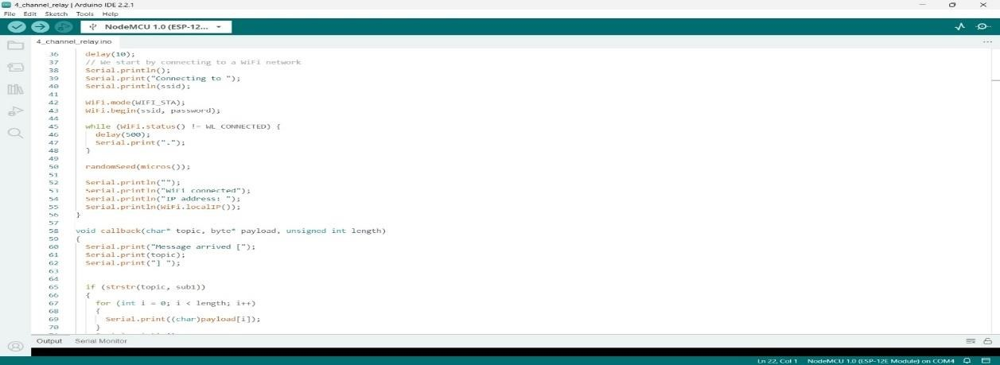 4_channel_relay | Arduino IDE 2.2.1
File Edit Sketch Tools Help
NodeMCU 1.0 (ESP-12...
4_channel_relay.ino
36 delay(10);
37 // We start by connecting to a WiFi network
38 Serial.println();
39 Serial.print("Connecting to ");
40 Serial.println(ssid);
41
42 WiFi.mode(WIFI_STA);
43 WiFi.begin(ssid, password);
44
45 while (WiFi.status() != WL_CONNECTED) {
46 delay(500);
47 Serial.print(".");
48 }
49
50 randomSeed(micros());
51
52 Serial.println("");
53 Serial.println("WiFi connected");
54 Serial.println("IP address: ");
55 Serial.println(WiFi.localIP());
56 }
57
58 void callback(char* topic, byte* payload, unsigned int length)
59 {
60 Serial.print("Message arrived [");
61 Serial.print(topic);
62 Serial.print("] ");
63
64
65 if (strstr(topic, sub1))
66 {
67 for (int i = 0; i < length; i++)
68 {
69 Serial.print((char)payload[i]);
70 }
Output Serial Monitor
Ln 22, Col 1 NodeMCU 1.0 (ESP-12E Module) on COM4